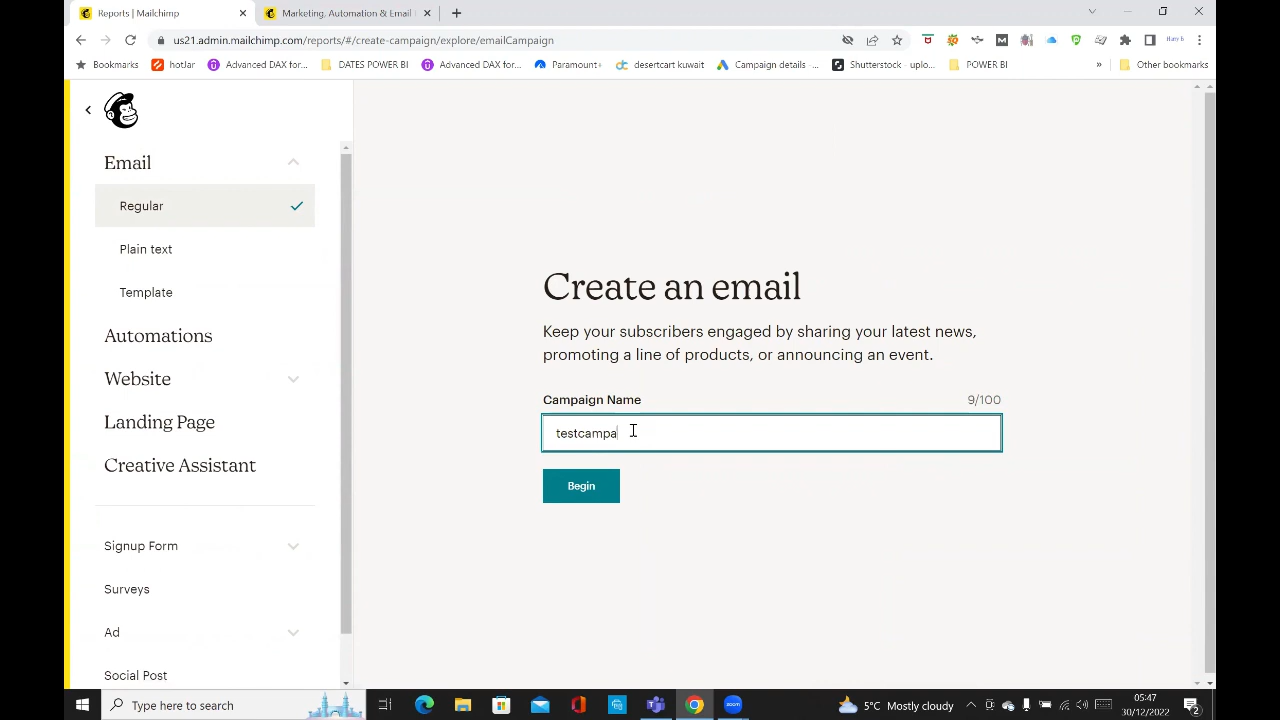 Reports | Mailchimp
Marketing, Automation & Email
us21.admin.mailchimp.com/reports/#/create-campaign/explore/emailCampaign
Bookmarks
hotlar
Advanced DAX for...
DATES POWER BI
Advanced DAX for...
Paramount+
desertcart kuwait
Campaign details - ...
Shutterstock - uplo...
POWER BI
»
Other bookmarks
Email
Regular
Plain text
Template
Automations
Website
Landing Page
Creative Assistant
Signup Form
Surveys
Ad
Social Post
Create an email
Keep your subscribers engaged by sharing your latest news,
promoting a line of products, or announcing an event.
Campaign Name
9/100
testcampa
Begin
Type here to search
zoom
5°C Mostly cloudy
05:47
30/12/2022
2